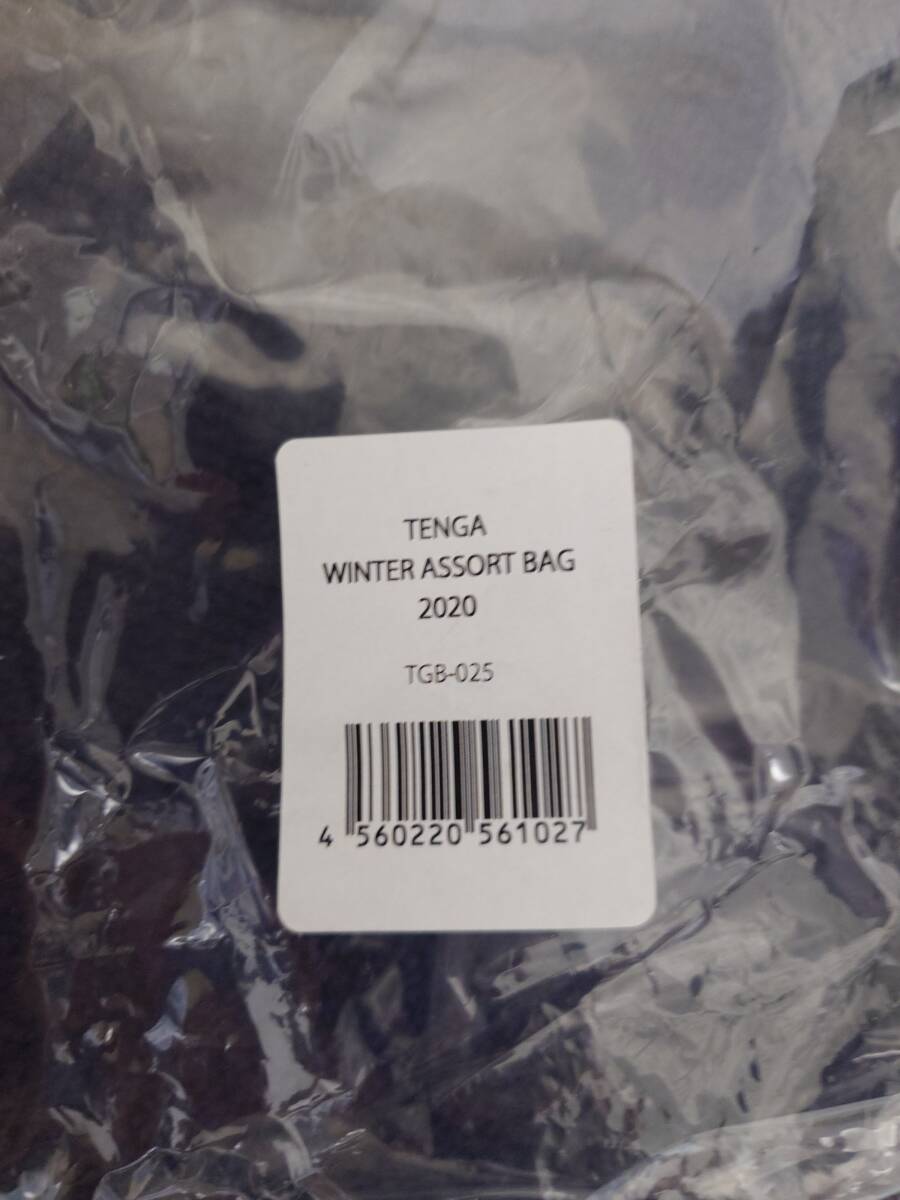 TENGA
WINTER ASSORT BAG
2020
TGB-025
4 560220 561027